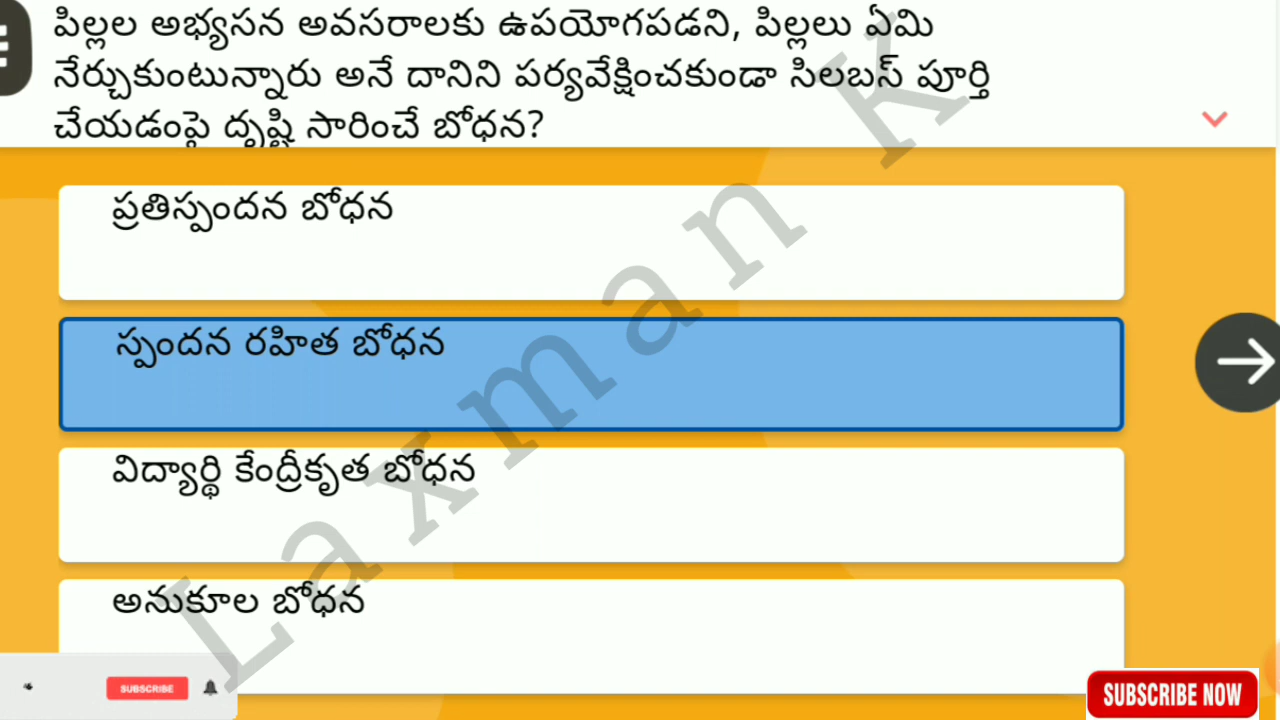 పిల్లల అభ్యసన అవసరాలకు ఉపయోగపడని, పిల్లలు ఏమి
నేర్చుకుంటున్నారు అనే దానిని పర్యవేక్షించకుండా సిలబస్ పూర్తి
చేయడంపై దృష్టి సారించే బోధన?
ప్రతిస్పందన బోధన
స్పందన రహిత బోధన
విద్యార్థి కేంద్రీకృత బోధన
అనుకూల బోధన
Laxman K
SUBSCRIBE
SUBSCRIBE NOW